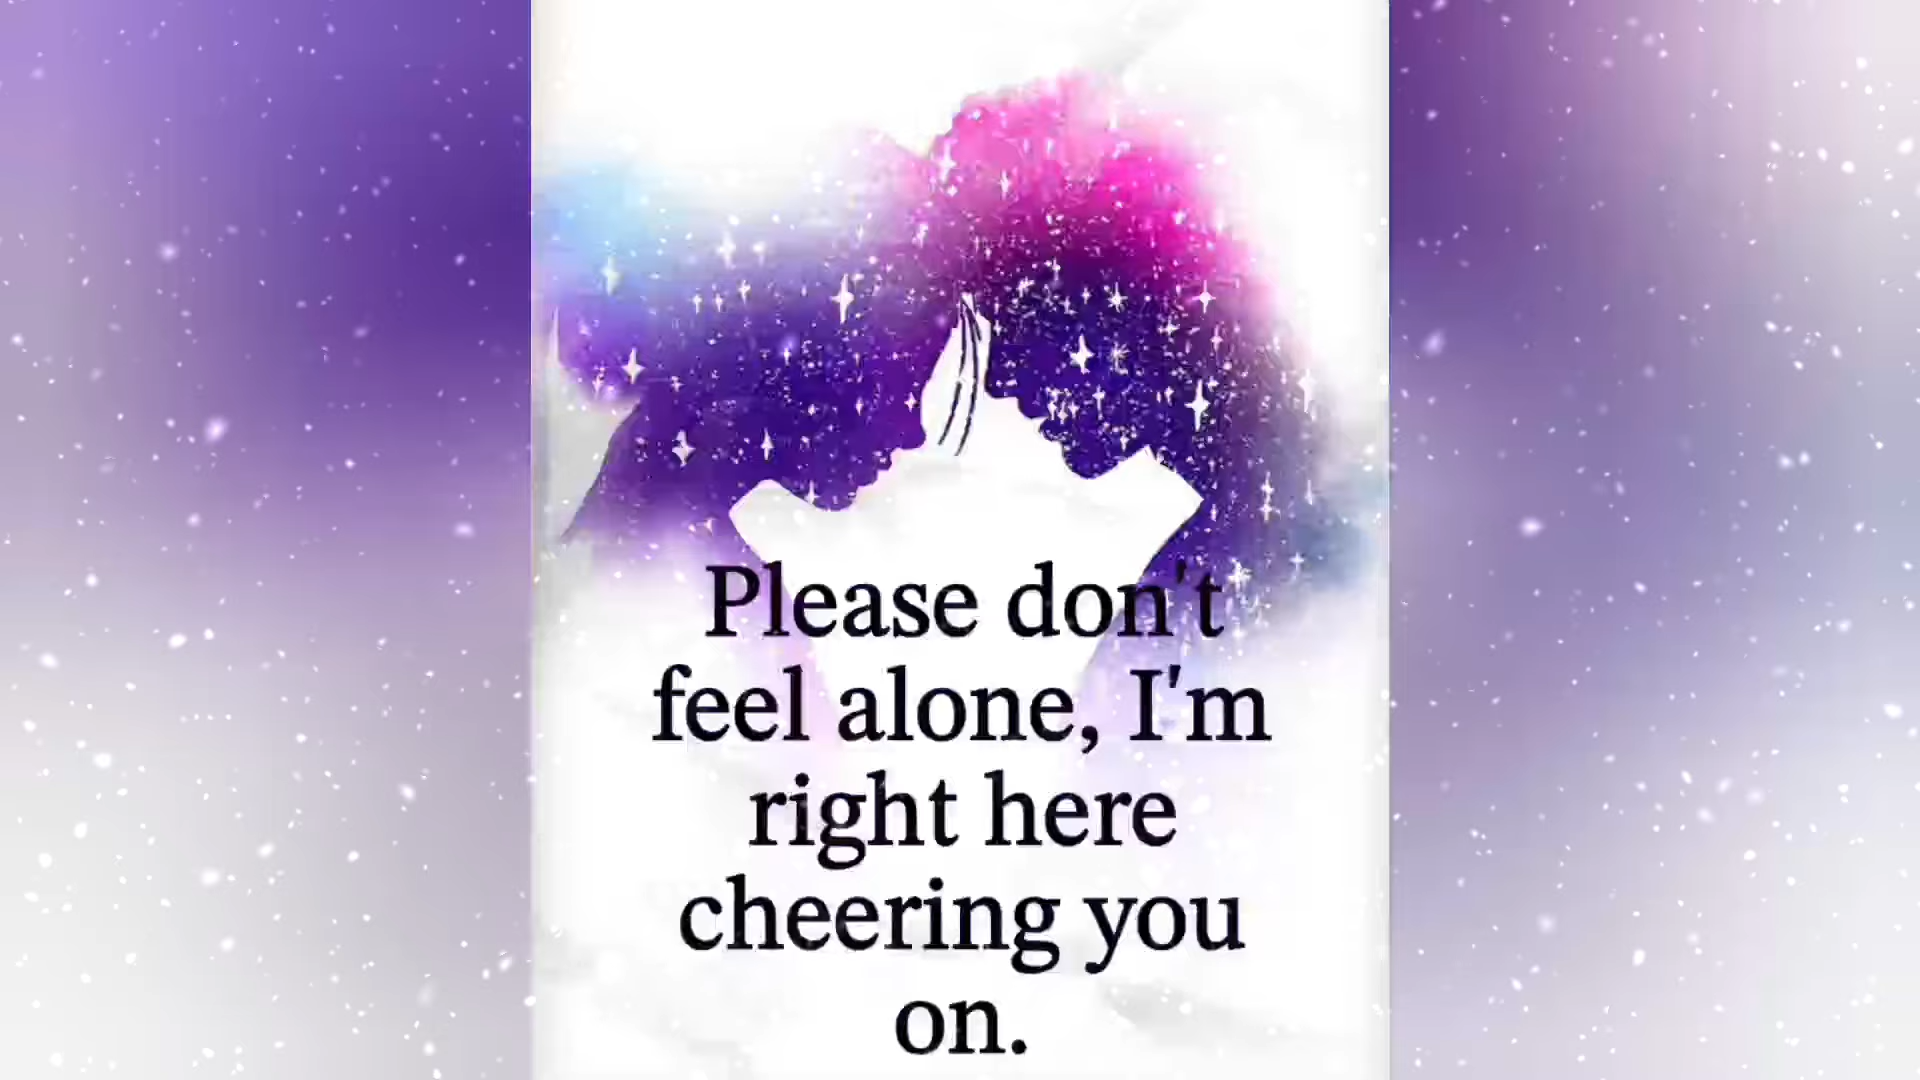 Please don't
feel alone, I'm
right here
cheering you
on.